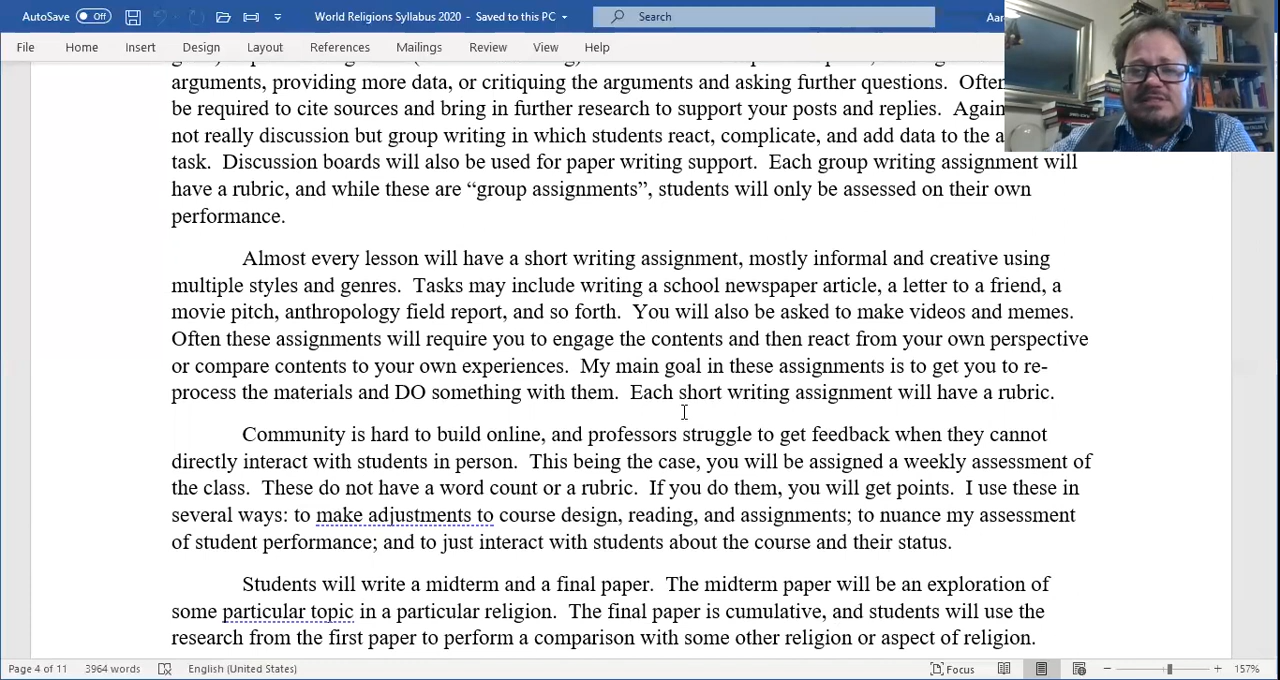 AutoSave Off World Religions Syllabus 2020 - Saved to this PC Search Aar
File Home Insert Design Layout References Mailings Review View Help
arguments, providing more data, or critiquing the arguments and asking further questions. Often
be required to cite sources and bring in further research to support your posts and replies. Again
not really discussion but group writing in which students react, complicate, and add data to the a
task. Discussion boards will also be used for paper writing support. Each group writing assignment will
have a rubric, and while these are “group assignments”, students will only be assessed on their own
performance.
Almost every lesson will have a short writing assignment, mostly informal and creative using
multiple styles and genres. Tasks may include writing a school newspaper article, a letter to a friend, a
movie pitch, anthropology field report, and so forth. You will also be asked to make videos and memes.
Often these assignments will require you to engage the contents and then react from your own perspective
or compare contents to your own experiences. My main goal in these assignments is to get you to re-
process the materials and DO something with them. Each short writing assignment will have a rubric.
Community is hard to build online, and professors struggle to get feedback when they cannot
directly interact with students in person. This being the case, you will be assigned a weekly assessment of
the class. These do not have a word count or a rubric. If you do them, you will get points. I use these in
several ways: to make adjustments to course design, reading, and assignments; to nuance my assessment
of student performance; and to just interact with students about the course and their status.
Students will write a midterm and a final paper. The midterm paper will be an exploration of
some particular topic in a particular religion. The final paper is cumulative, and students will use the
research from the first paper to perform a comparison with some other religion or aspect of religion.
Page 4 of 11 3964 words English (United States) Focus 157%